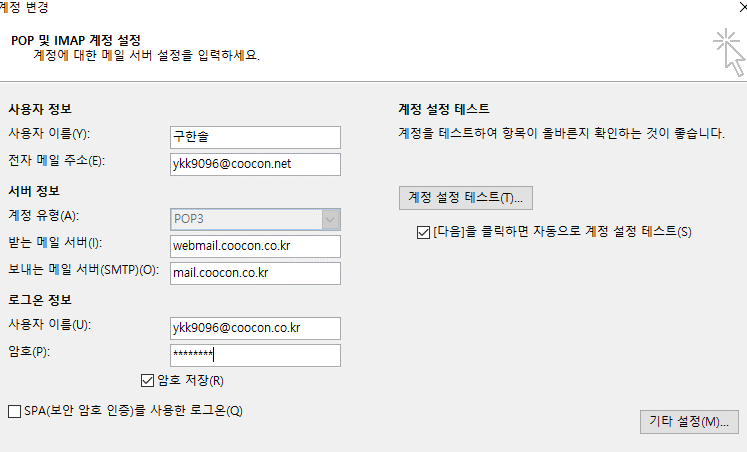 계정 변경
POP 및 IMAP 계정 설정
계정에 대한 메일 서버 설정을 입력하세요.
사용자 정보
사용자 이름(Y):
구한솔
전자 메일 주소(E):
ykk9096@coocon.net
서버 정보
계정 유형(A):
POP3
받는 메일 서버(I):
webmail.coocon.co.kr
보내는 메일 서버(SMTP)(O):
mail.coocon.co.kr
로그온 정보
사용자 이름(U):
ykk9096@coocon.co.kr
암호(P):
********
암호 저장(R)
SPA(보안 암호 인증)를 사용한 로그온(Q)
계정 설정 테스트
계정을 테스트하여 항목이 올바른지 확인하는 것이 좋습니다.
계정 설정 테스트(T)...
[다음]을 클릭하면 자동으로 계정 설정 테스트(S)
기타 설정(M)...